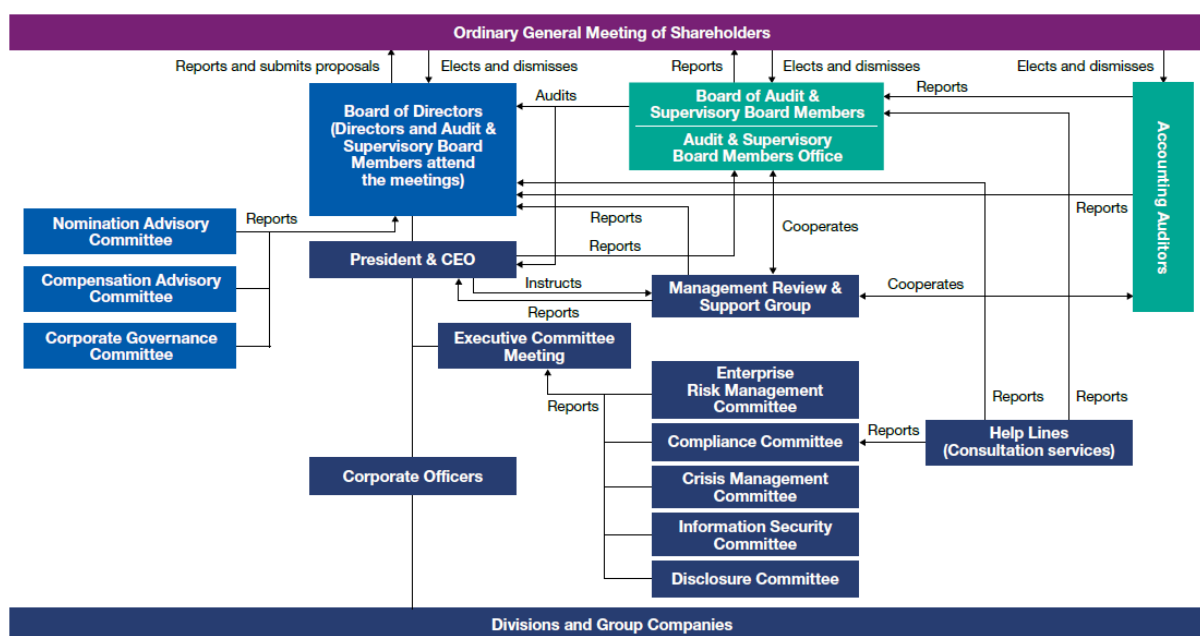 Ordinary General Meeting of Shareholders
Reports and submits proposals
Elects and dismisses
Reports
Elects and dismisses
Elects and dismisses
Board of Directors
(Directors and Audit &
Supervisory Board
Members attend
the meetings)
Audits
Board of Audit &
Supervisory Board Members
Audit & Supervisory
Board Members Office
Reports
Accounting Auditors
Nomination Advisory
Committee
Reports
Compensation Advisory
Committee
Corporate Governance
Committee
President & CEO
Reports
Reports
Cooperates
Reports
Instructs
Reports
Management Review &
Support Group
Cooperates
Executive Committee
Meeting
Reports
Enterprise
Risk Management
Committee
Compliance Committee
Crisis Management
Committee
Information Security
Committee
Disclosure Committee
Reports
Reports
Reports
Help Lines
(Consultation services)
Corporate Officers
Divisions and Group Companies